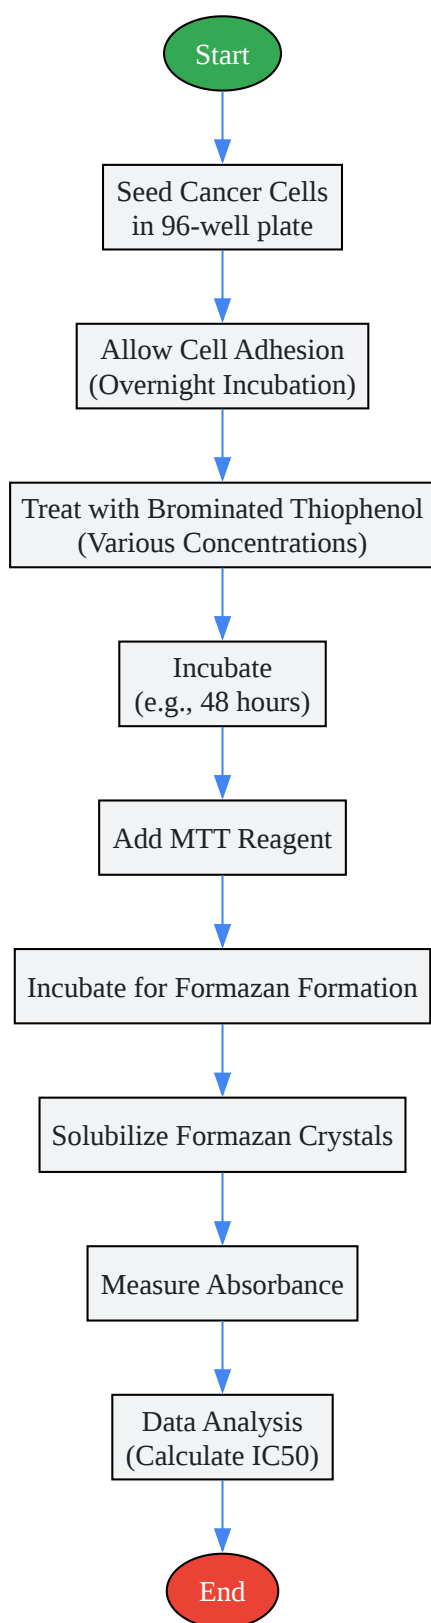 Start
Seed Cancer Cells
in 96-well plate
Allow Cell Adhesion
(Overnight Incubation)
Treat with Brominated Thiophenol
(Various Concentrations)
Incubate
(e.g., 48 hours)
Add MTT Reagent
Incubate for Formazan Formation
Solubilize Formazan Crystals
Measure Absorbance
Data Analysis
(Calculate IC50)
End